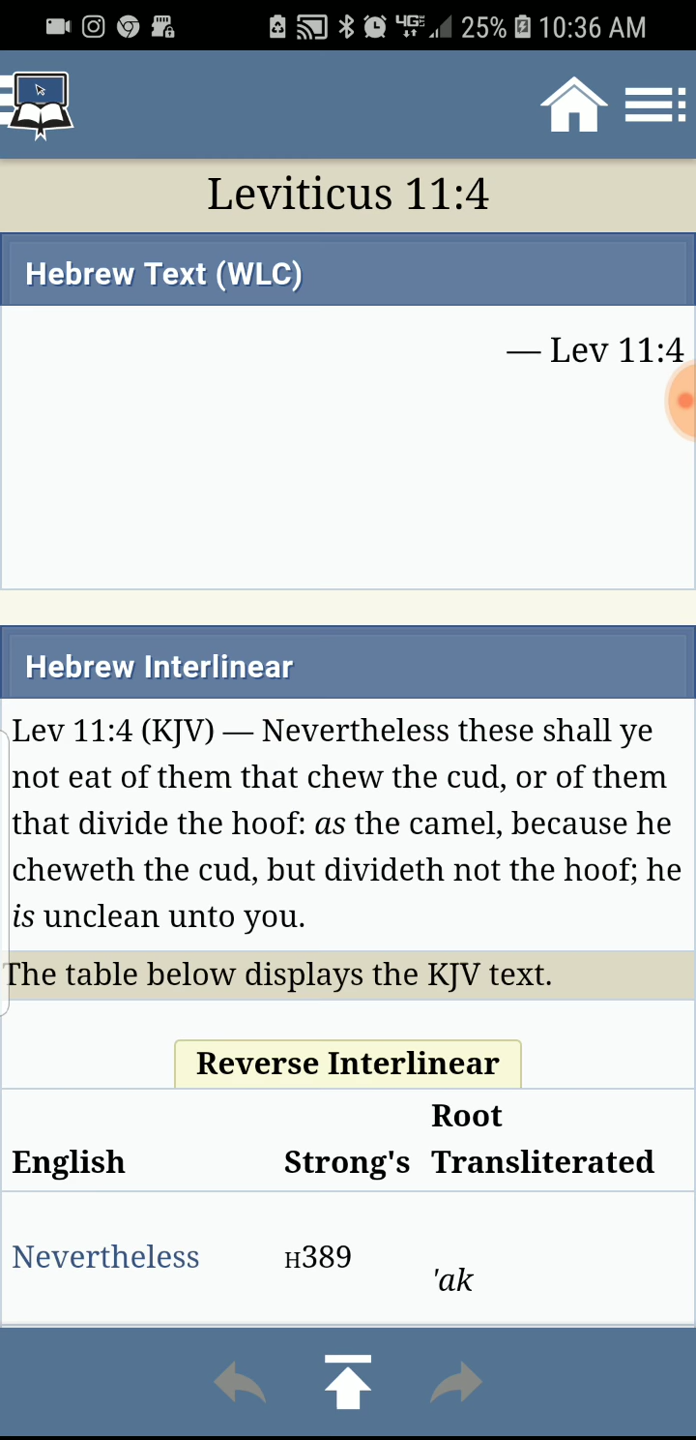 4GE 25% 10:36 AM
Leviticus 11:4
Hebrew Text (WLC)
— Lev 11:4
Hebrew Interlinear
Lev 11:4 (KJV) — Nevertheless these shall ye
not eat of them that chew the cud, or of them
that divide the hoof: as the camel, because he
cheweth the cud, but divideth not the hoof; he
is unclean unto you.
The table below displays the KJV text.
Reverse Interlinear
English Strong's Root Transliterated
Nevertheless H389 'ak